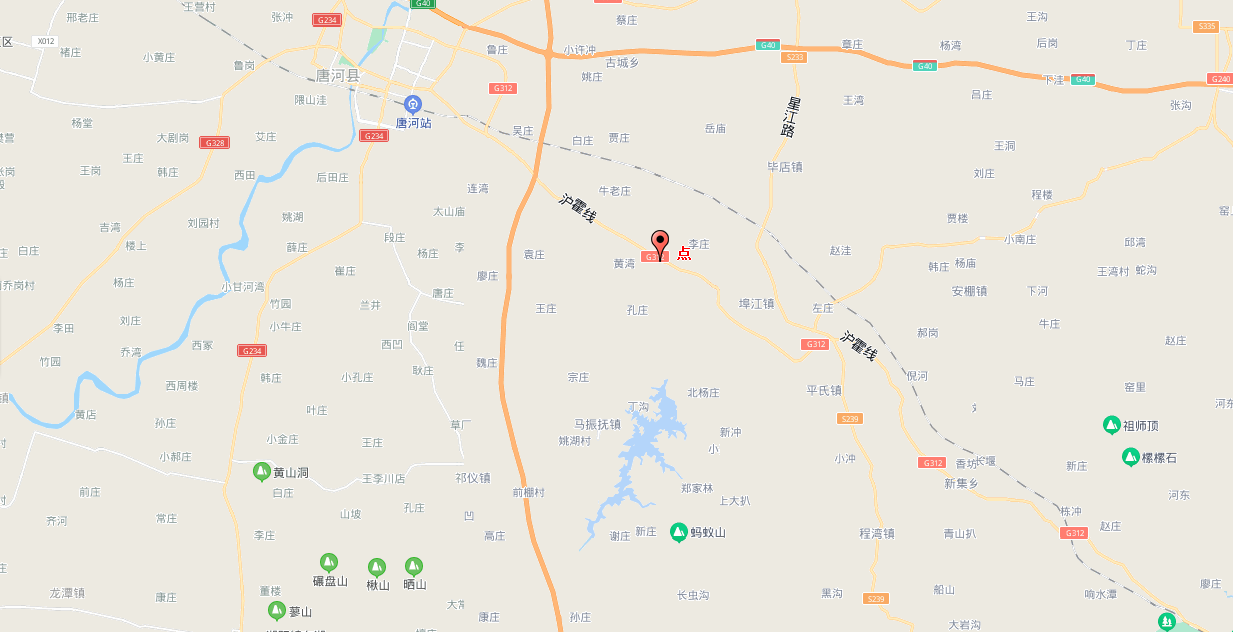 王营村
G40
邢老庄
张冲
G234
蔡庄
王沟
S335
区
X012
褚庄
小黄庄
鲁岗
鲁庄
小许冲
古城乡
G40
S233
章庄
杨湾
后岗
丁庄
唐河县
姚庄
G40
下洼
G40
G240
隈山洼
G312
星江路
王湾
吕庄
张沟
唐河站
杨堂
大剧岗
G328
艾庄
G234
吴庄
白庄
贾庄
岳庙
王洞
王庄
王岗
韩庄
西田
后田庄
连湾
牛老庄
毕店镇
刘庄
程楼
沪霍线
吉湾
刘园村
姚湖
太山庙
贾楼
白庄
楼上
薛庄
段庄
杨庄
李
袁庄
黄湾
点
李庄
赵洼
小南庄
邱湾
乔岗村
杨庄
小甘河湾
崔庄
廖庄
韩庄
杨庙
王湾村
蛇沟
竹园
兰井
唐庄
王庄
孔庄
埠江镇
左庄
安棚镇
下河
李田
刘庄
小牛庄
阎堂
郝岗
牛庄
竹园
乔湾
西冢
G234
西凹
任
G312
沪霍线
赵庄
魏庄
西周楼
韩庄
小孔庄
耿庄
宗庄
北杨庄
平氏镇
倪河
马庄
窑里
黄店
孙庄
叶庄
草厂
丁沟
马振抚镇
S239
河东
祖师顶
小金庄
王庄
姚湖村
新冲
小
小郝庄
黄山洞
白庄
王李川店
祁仪镇
小冲
G312
香坊
长堰
新庄
螺螺石
前庄
前棚村
郑家林
上大扒
新集乡
河东
齐河
常庄
山坡
孔庄
凹
栋冲
李庄
高庄
谢庄
新庄
蚂蚁山
程湾镇
青山扒
G312
赵庄
碾盘山
楸山
晒山
龙潭镇
康庄
董楼
大常
长虫沟
黑沟
S239
船山
响水潭
廖庄
蓼山
康庄
孙庄
大岩沟